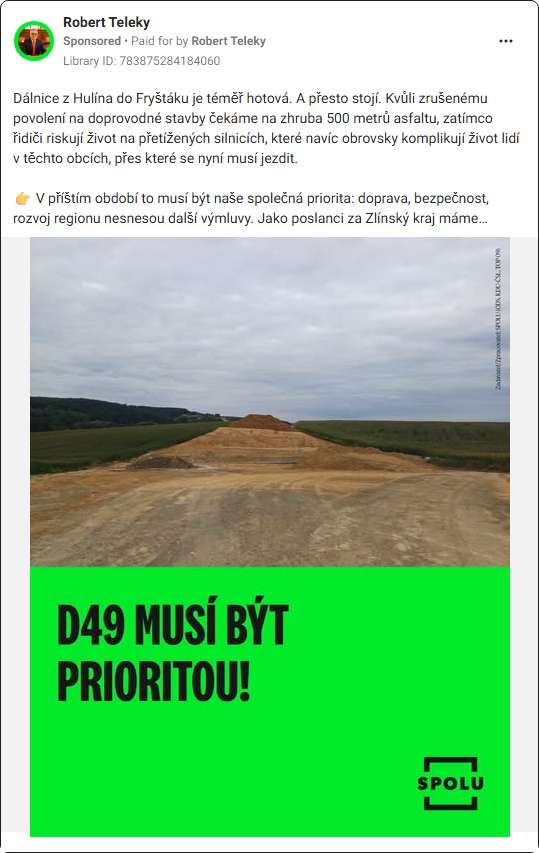 Robert Teleky
Sponsored • Paid for by Robert Teleky
Library ID: 783875284184060
Dálnice z Hulína do Fryštáku je téměř hotová. A přesto stojí. Kvůli zrušenému
povolení na doprovodné stavby čekáme na zhruba 500 metrů asfaltu, zatímco
řidiči riskují život na přetížených silnicích, které navíc obrovsky komplikují život lidí
v těchto obcích, přes které se nyní musí jezdit.
👉 V příštím období to musí být naše společná priorita: doprava, bezpečnost,
rozvoj regionu nesnesou další výmluvy. Jako poslanci za Zlínský kraj máme…
Zadavatel/Zpracovatel: SPOLU (ODS, KDU-ČSL, TOP 09)
D49 MUSÍ BÝT
PRIORITOU!
SPOLU